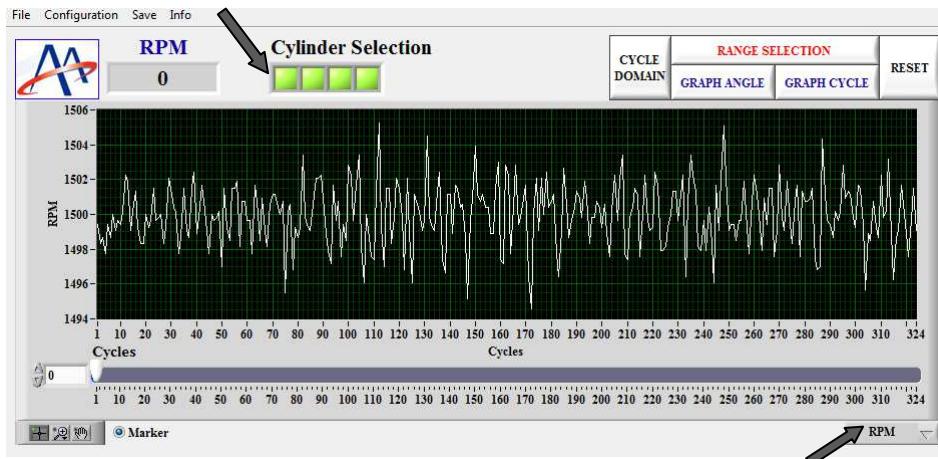 File Configuration Save Info
RPM
0
Cylinder Selection
CYCLE DOMAIN
RANGE SELECTION
GRAPH ANGLE GRAPH CYCLE
RESET
1506
1504
1502
1500
1498
1496
1494
RPM
1 10 20 30 40 50 60 70 80 90 100 110 120 130 140 150 160 170 180 190 200 210 220 230 240 250 260 270 280 290 300 310 324
Cycles
Cycles
0
1 10 20 30 40 50 60 70 80 90 100 110 120 130 140 150 160 170 180 190 200 210 220 230 240 250 260 270 280 290 300 310 324
Marker
RPM